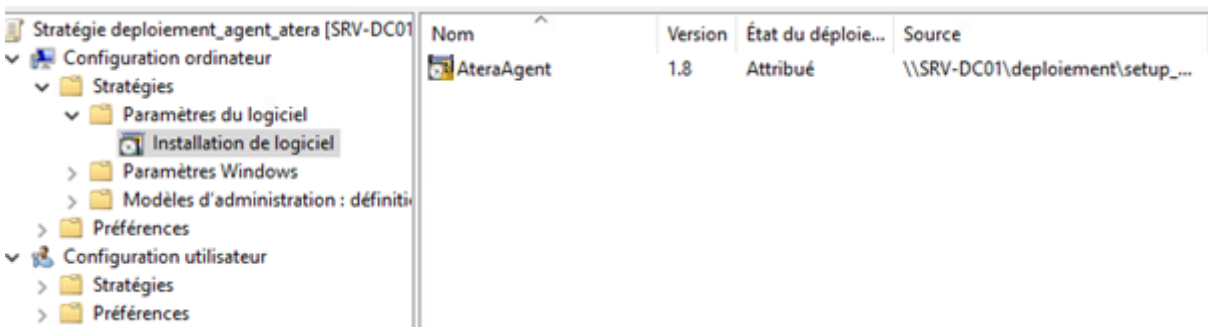 Stratégie deploiement_agent_atera [SRV-DC01
Configuration ordinateur
Stratégies
Paramètres du logiciel
Installation de logiciel
Paramètres Windows
Modèles d'administration : définiti
Préférences
Configuration utilisateur
Stratégies
Préférences
Nom Version État du déploie... Source
AteraAgent 1.8 Attribué \\SRV-DC01\deploiement\setup_...